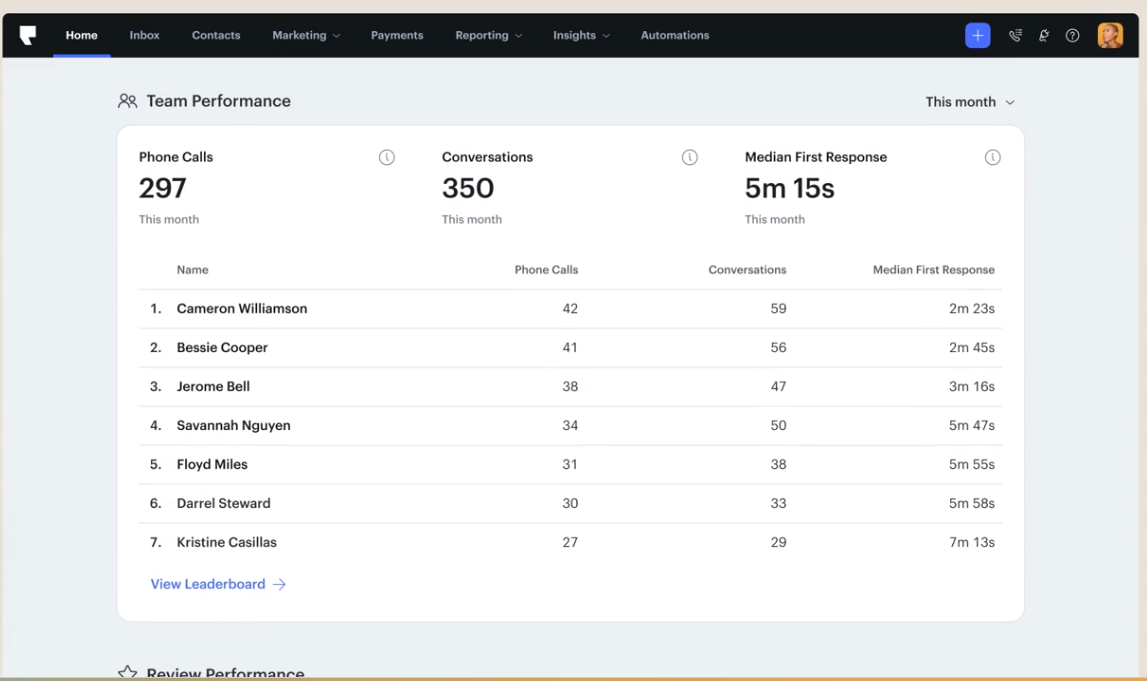 Home Inbox Contacts Marketing Payments Reporting Insights Automations
Team Performance
This month
Phone Calls Conversations Median First Response
297 350 5m 15s
This month This month This month
Name Phone Calls Conversations Median First Response
1. Cameron Williamson 42 59 2m 23s
2. Bessie Cooper 41 56 2m 45s
3. Jerome Bell 38 47 3m 16s
4. Savannah Nguyen 34 50 5m 47s
5. Floyd Miles 31 38 5m 55s
6. Darrel Steward 30 33 5m 58s
7. Kristine Casillas 27 29 7m 13s
View Leaderboard
Review Performance